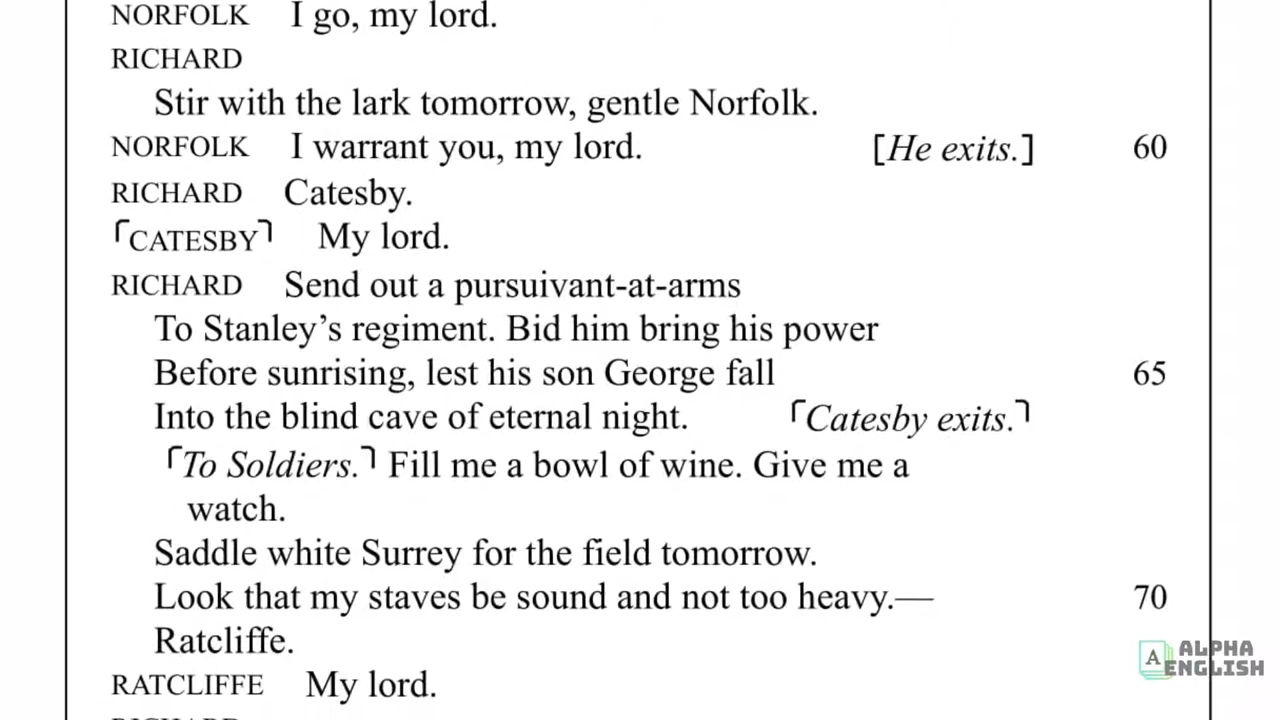 NORFOLK I go, my lord.
RICHARD
Stir with the lark tomorrow, gentle Norfolk.
NORFOLK I warrant you, my lord. [He exits.] 60
RICHARD Catesby.
⌜CATESBY⌝ My lord.
RICHARD Send out a pursuivant-at-arms
To Stanley’s regiment. Bid him bring his power
Before sunrising, lest his son George fall 65
Into the blind cave of eternal night. ⌜Catesby exits.⌝
⌜To Soldiers.⌝ Fill me a bowl of wine. Give me a
watch.
Saddle white Surrey for the field tomorrow.
Look that my staves be sound and not too heavy.— 70
Ratcliffe.
RATCLIFFE My lord.
RICHARD
A ALPHA
ENGLISH